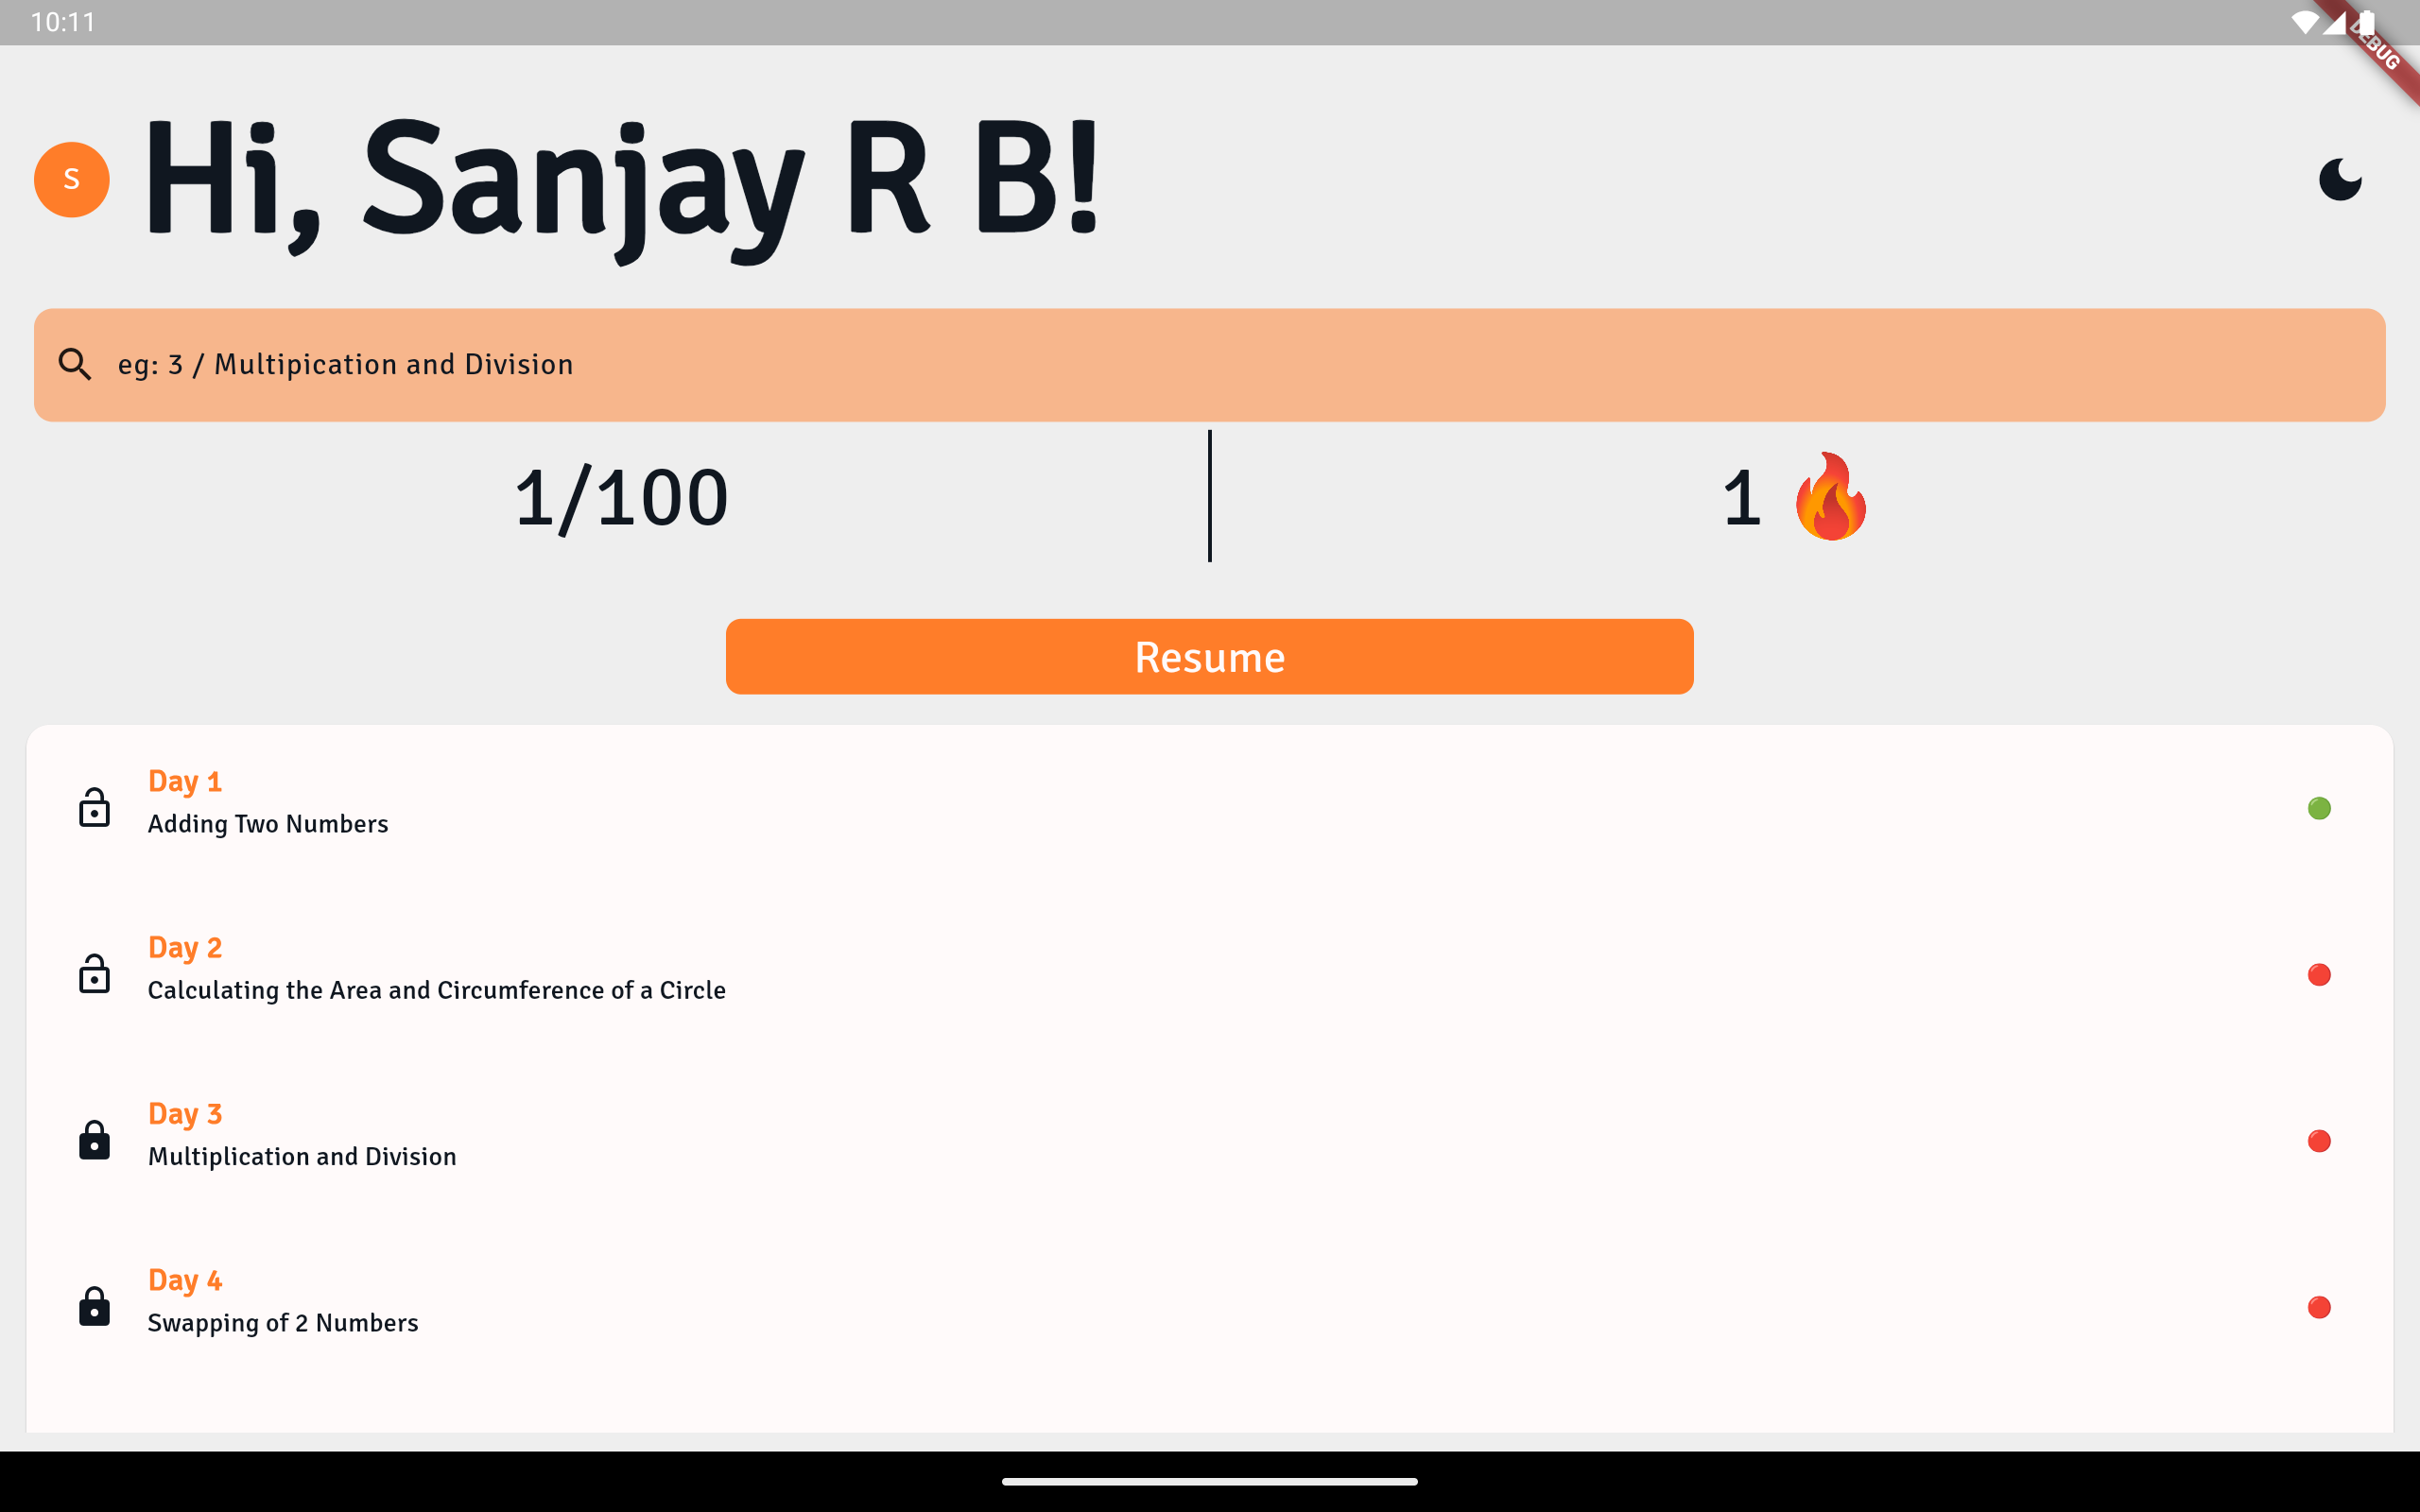 10:11
DEBUG
S
Hi, Sanjay R B!
eg: 3 / Multipication and Division
1/100
1 🔥
Resume
Day 1
Adding Two Numbers
Day 2
Calculating the Area and Circumference of a Circle
Day 3
Multiplication and Division
Day 4
Swapping of 2 Numbers